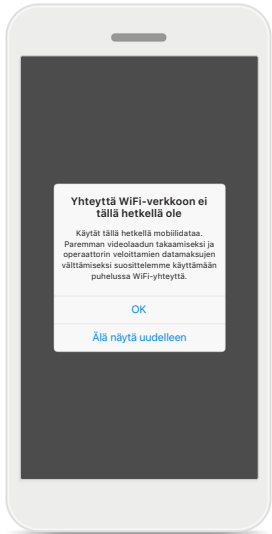 Yhteyttä WiFi-verkkoon ei
tällä hetkellä ole
Käytät tällä hetkellä mobiilidataa.
Paremman videolaadun takaamiseksi ja
operaattorin veloittamien datamaksujen
välttämiseksi suosittelemme käyttämään
puhelussa WiFi-yhteyttä.
OK
Älä näytä uudelleen